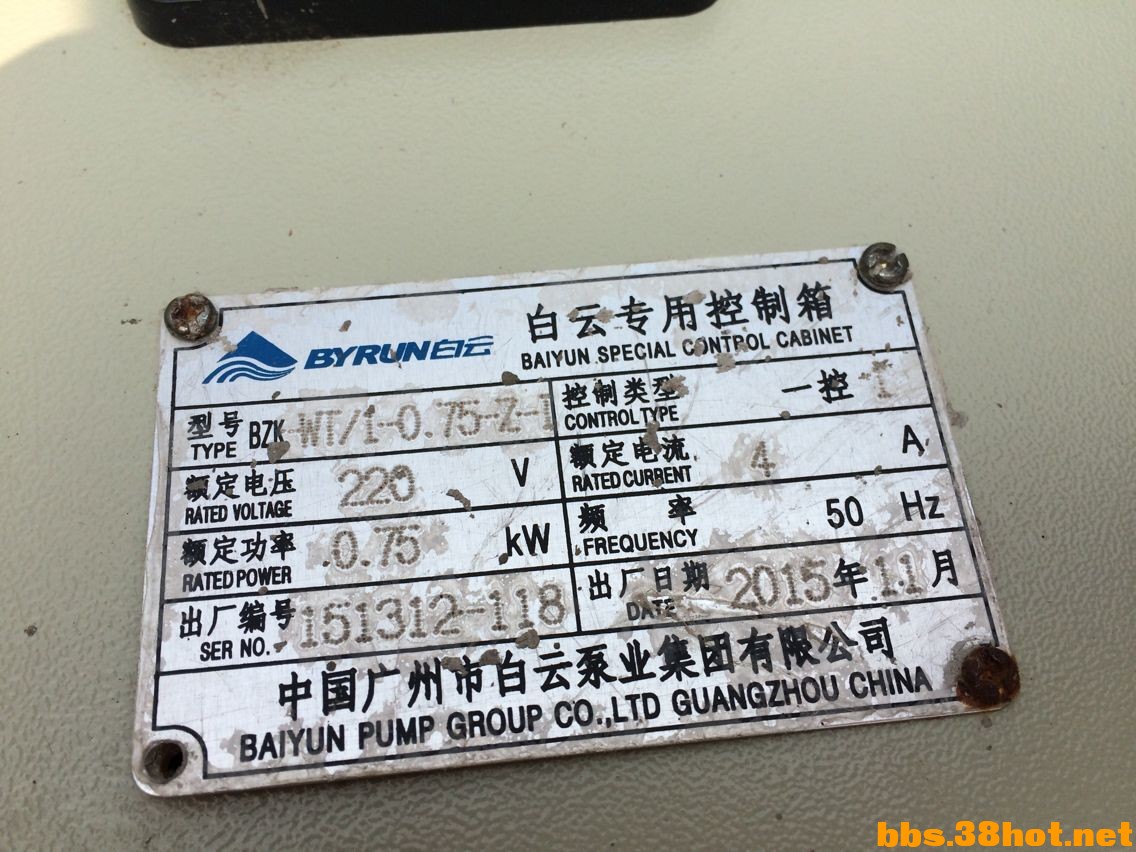 BYRUN白云 白云专用控制箱
BAIYUN SPECIAL CONTROL CABINET
型号 BZK-WT/1-0.75-Z-I 控制类型 一控1
TYPE CONTROL TYPE
额定电压 220 V 额定电流 4 A
RATED VOLTAGE RATED CURRENT
额定功率 0.75 kW 频率 50 Hz
RATED POWER FREQUENCY
出厂编号 151312-118 出厂日期 2015年11月
SER NO. DATE
中国广州市白云泵业集团有限公司
BAIYUN PUMP GROUP CO.,LTD GUANGZHOU CHINA
bbs.38hot.net